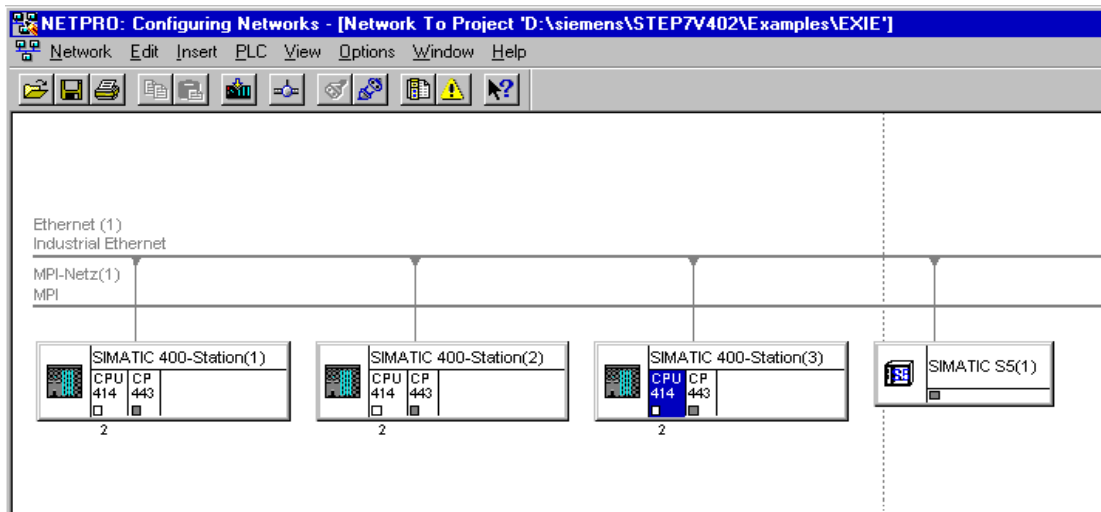 NETPRO: Configuring Networks - [Network To Project 'D:\siemens\STEP7V402\Examples\EXIE']
Network Edit Insert PLC View Options Window Help
Ethernet (1)
Industrial Ethernet
MPI-Netz(1)
MPI
SIMATIC 400-Station(1)
CPU 414
CP 443
2
SIMATIC 400-Station(2)
CPU 414
CP 443
2
SIMATIC 400-Station(3)
CPU 414
CP 443
2
SIMATIC S5(1)